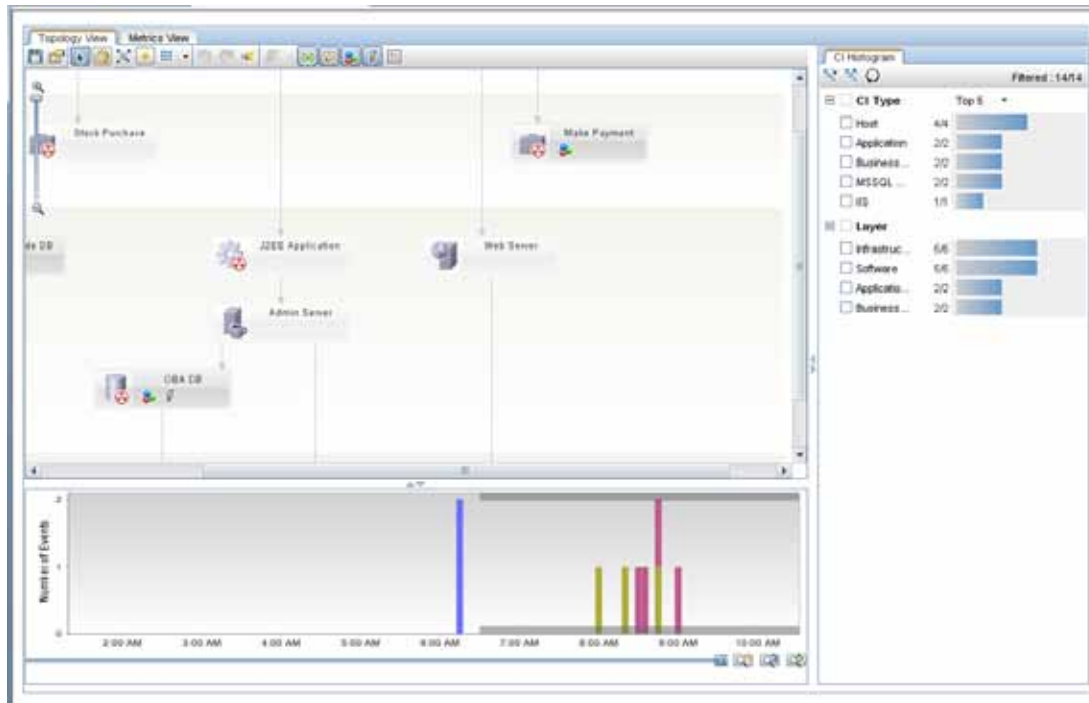 Topology View
Metrics View
Stock Purchase
Make Payment
de DB
J2EE Application
Web Server
Admin Server
OBA DB
Number of Events
2
1
0
2:00 AM
3:00 AM
4:00 AM
5:00 AM
6:00 AM
7:00 AM
8:00 AM
9:00 AM
10:00 AM
CI Histogram
Filtered : 14/14
CI Type Top 5
Host 4/4
Application 2/2
Business... 2/2
MSSQL ... 2/2
IIS 1/1
Layer
Infrastruc... 5/5
Software 5/5
Applicatio... 2/2
Business... 2/2